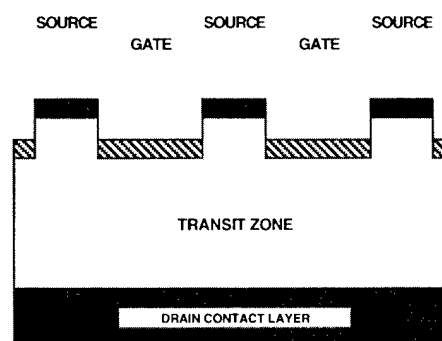 SOURCE SOURCE SOURCE
GATE GATE
TRANSIT ZONE
DRAIN CONTACT LAYER